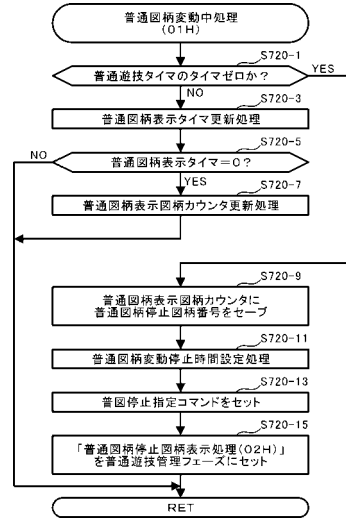 普通図柄変動中処理
(01H)
S720-1
普通遊技タイマのタイマゼロか？
YES
NO
S720-3
普通図柄表示タイマ更新処理
S720-5
NO
普通図柄表示タイマ＝0？
YES
S720-7
普通図柄表示図柄カウンタ更新処理
S720-9
普通図柄表示図柄カウンタに
普通図柄停止図柄番号をセーブ
S720-11
普通図柄変動停止時間設定処理
S720-13
普図停止指定コマンドをセット
S720-15
「普通図柄停止図柄表示処理(02H)」
を普通遊技管理フェーズにセット
RET